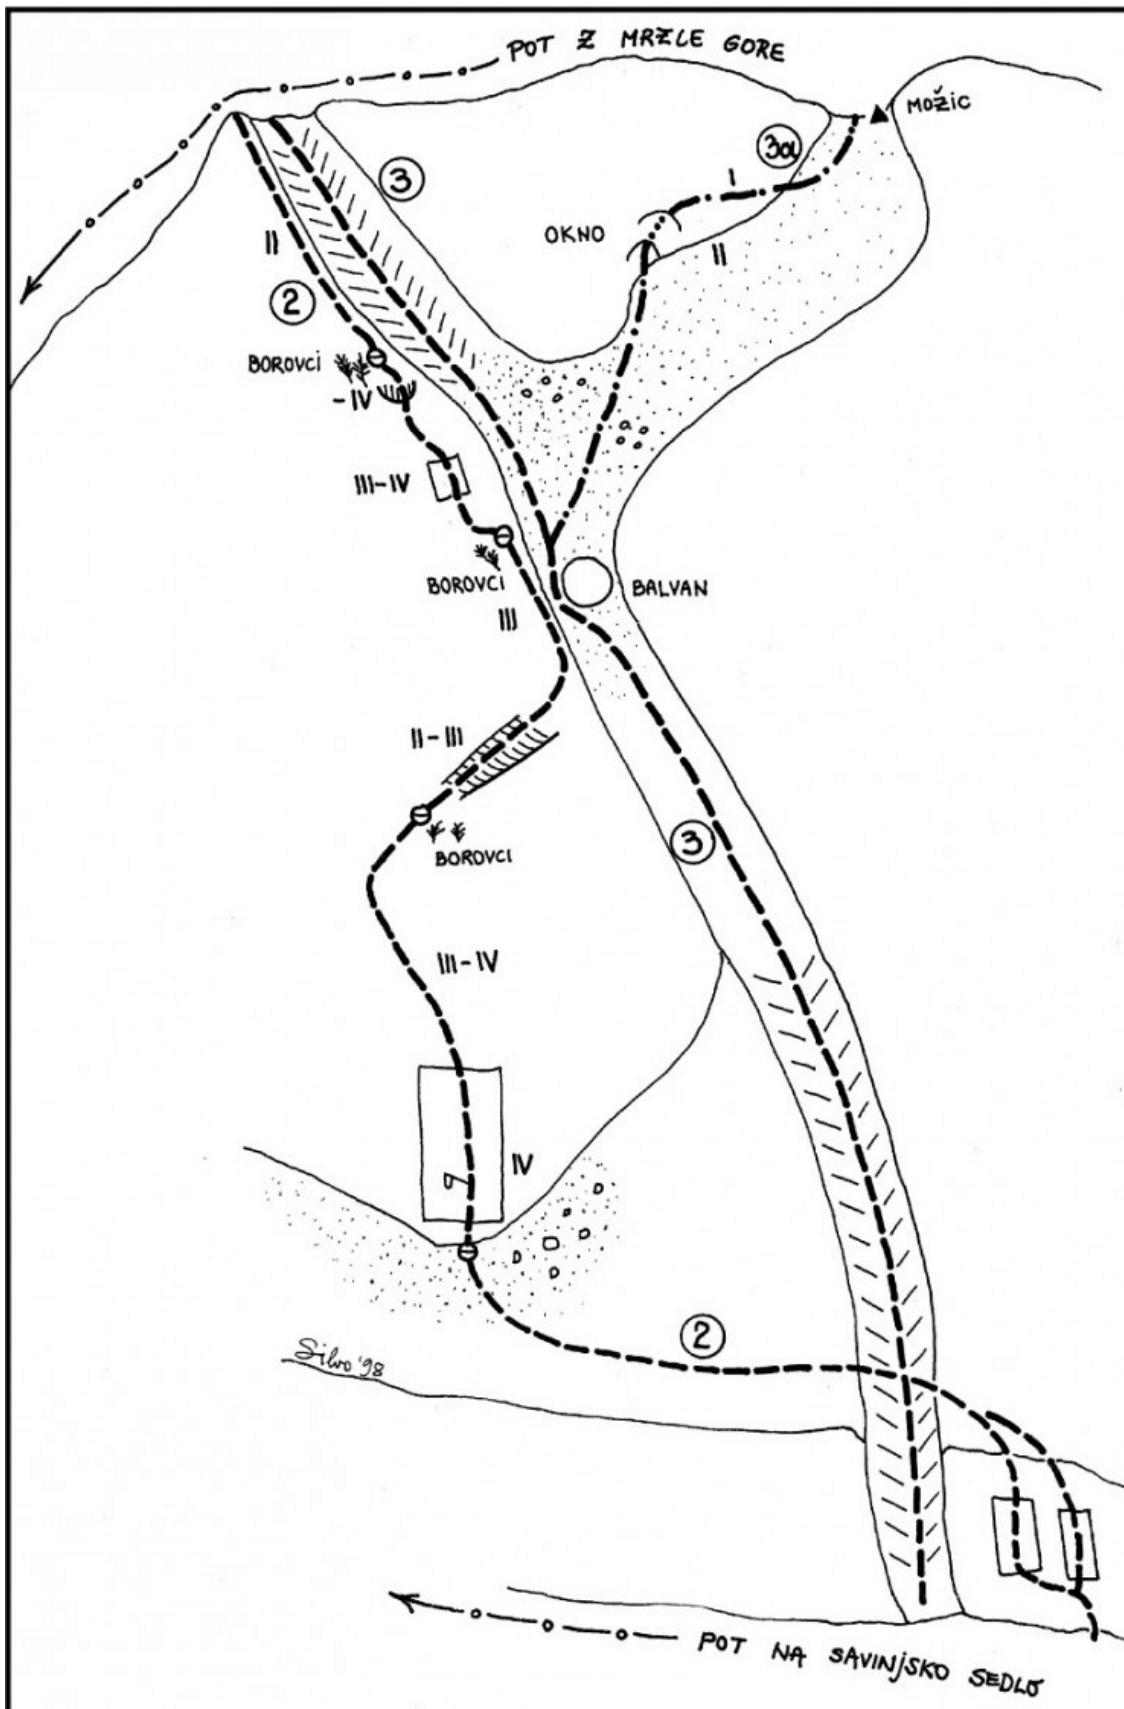 POT Z MRZLE GORE
MOŽIC
3a
3
I
OKNO
II
II
2
BOROVCI
-IV
III-IV
BOROVCI
BALVAN
III
II-III
3
BOROVCI
III-IV
IV
2
Silvo '98
POT NA SAVINJSKO SEDLO